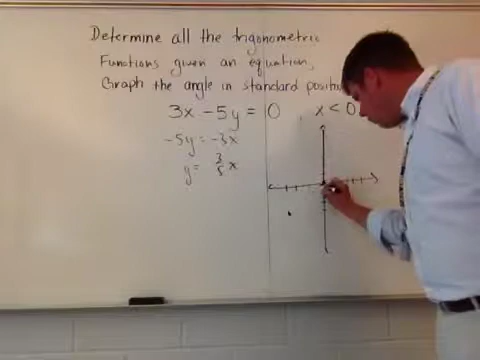 Determine all the trigonometric
Functions given an equation,
Graph the angle in standard position
3x - 5y = 0 , x < 0
-5y = -3x
y = 3/5 x